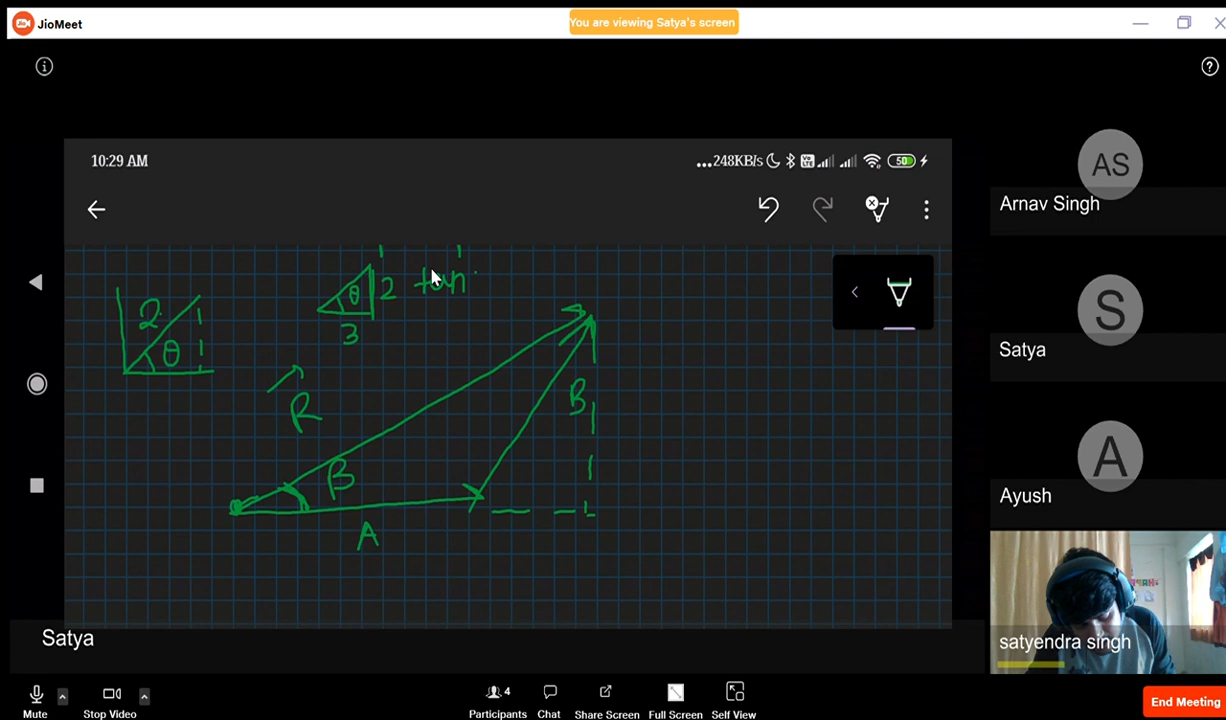 JioMeet
You are viewing Satya's screen
10:29 AM
...248KB/s
50
2 tan
θ
3
2
θ
R
B
β
A
AS
Arnav Singh
S
Satya
A
Ayush
satyendra singh
Satya
Mute
Stop Video
4
Participants
Chat
Share Screen
Full Screen
Self View
End Meeting